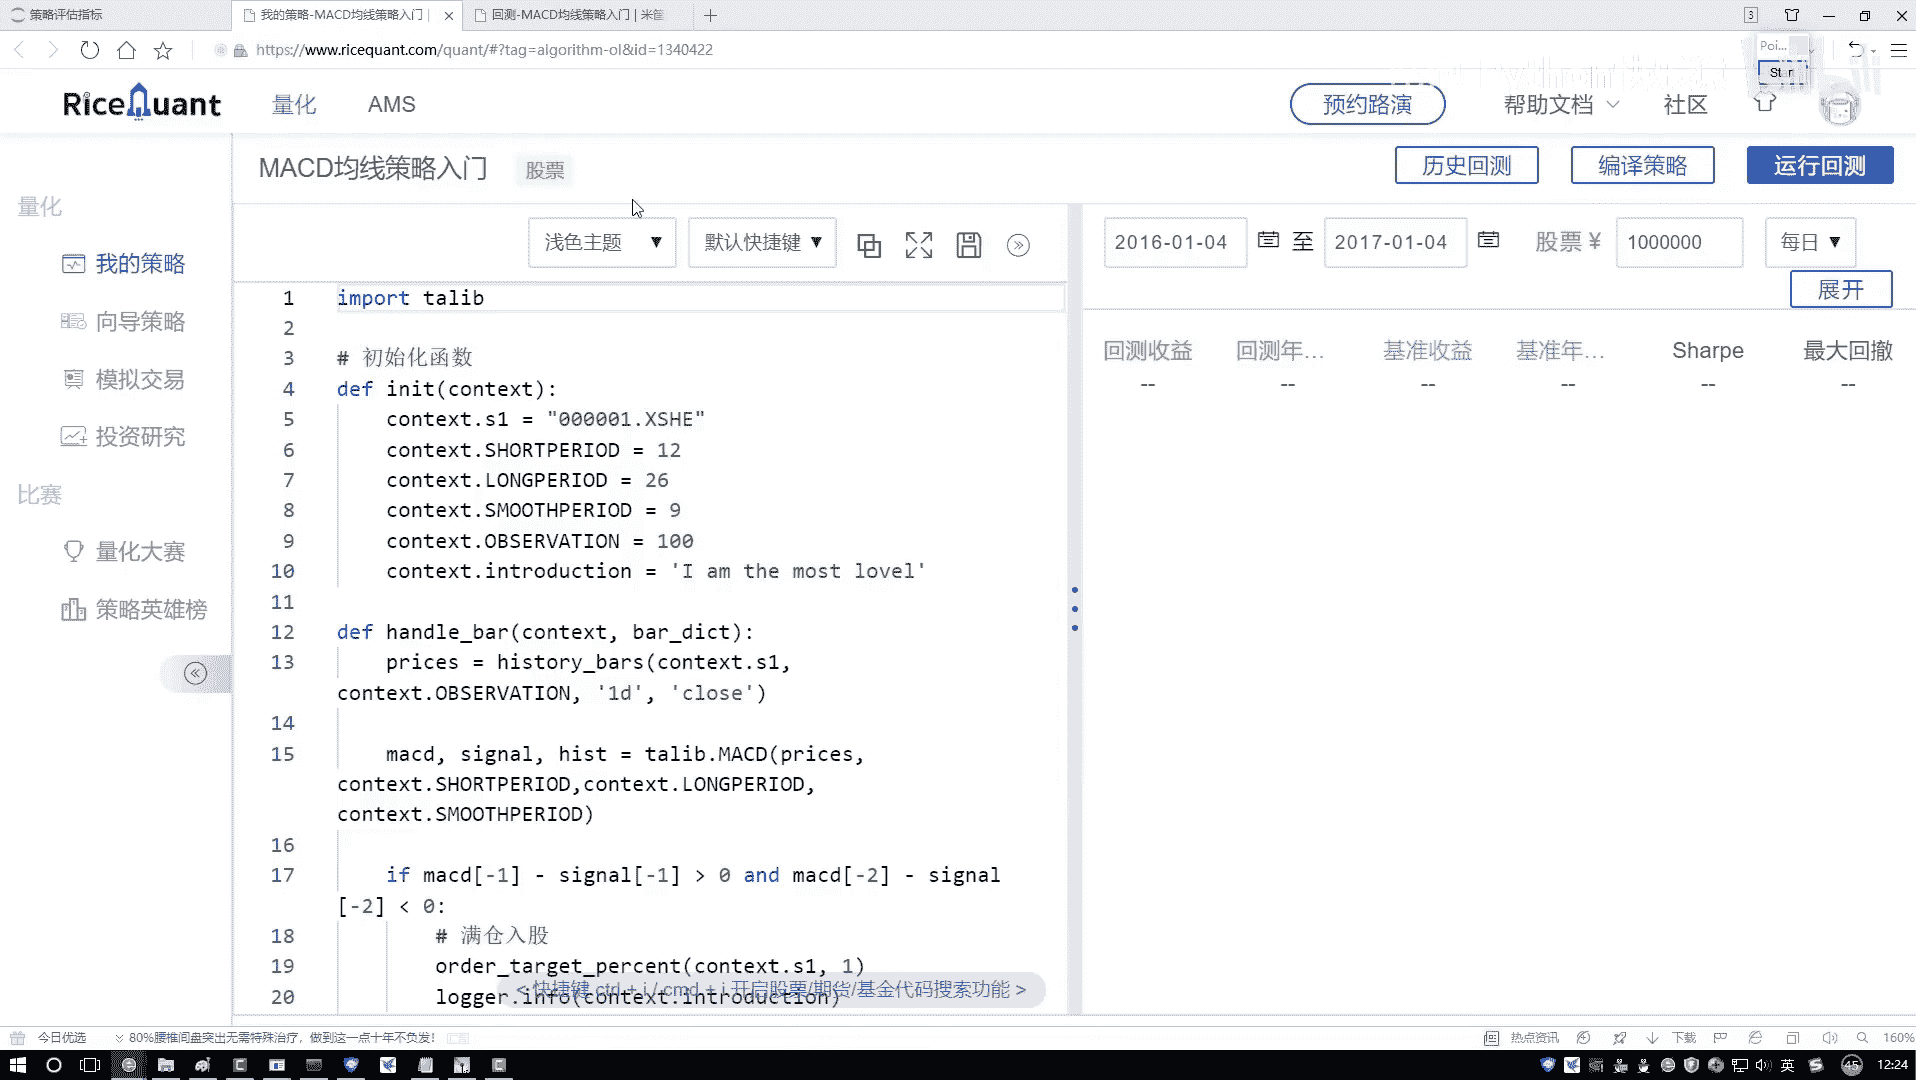 策略评估指标
我的策略-MACD均线策略入门 |
回测-MACD均线策略入门 | 米筐
3
https://www.ricequant.com/quant/#?tag=algorithm-ol&id=1340422
Poi...
RiceQuant
量化
AMS
预约路演
帮助文档
社区
MACD均线策略入门
股票
历史回测
编译策略
运行回测
量化
我的策略
向导策略
模拟交易
投资研究
比赛
量化大赛
策略英雄榜
浅色主题
默认快捷键
2016-01-04
至
2017-01-04
股票 ¥
1000000
每日
展开
回测收益
回测年...
基准收益
基准年...
Sharpe
最大回撤
--
--
--
--
--
--
1 import talib
2
3 # 初始化函数
4 def init(context):
5 context.s1 = "000001.XSHE"
6 context.SHORTPERIOD = 12
7 context.LONGPERIOD = 26
8 context.SMOOTHPERIOD = 9
9 context.OBSERVATION = 100
10 context.introduction = 'I am the most lovel'
11
12 def handle_bar(context, bar_dict):
13 prices = history_bars(context.s1,
context.OBSERVATION, '1d', 'close')
14
15 macd, signal, hist = talib.MACD(prices,
context.SHORTPERIOD,context.LONGPERIOD,
context.SMOOTHPERIOD)
16
17 if macd[-1] - signal[-1] > 0 and macd[-2] - signal
[-2] < 0:
18 # 满仓入股
19 order_target_percent(context.s1, 1)
20 logger.info(context.introduction)
< 快捷键 ctrl + i / cmd + i 开启股票/期货/基金代码搜索功能 >
今日优选
80%腰椎间盘突出无需特殊治疗，做到这一点十年不负发！
热点资讯
下载
160%
英
45
12:24